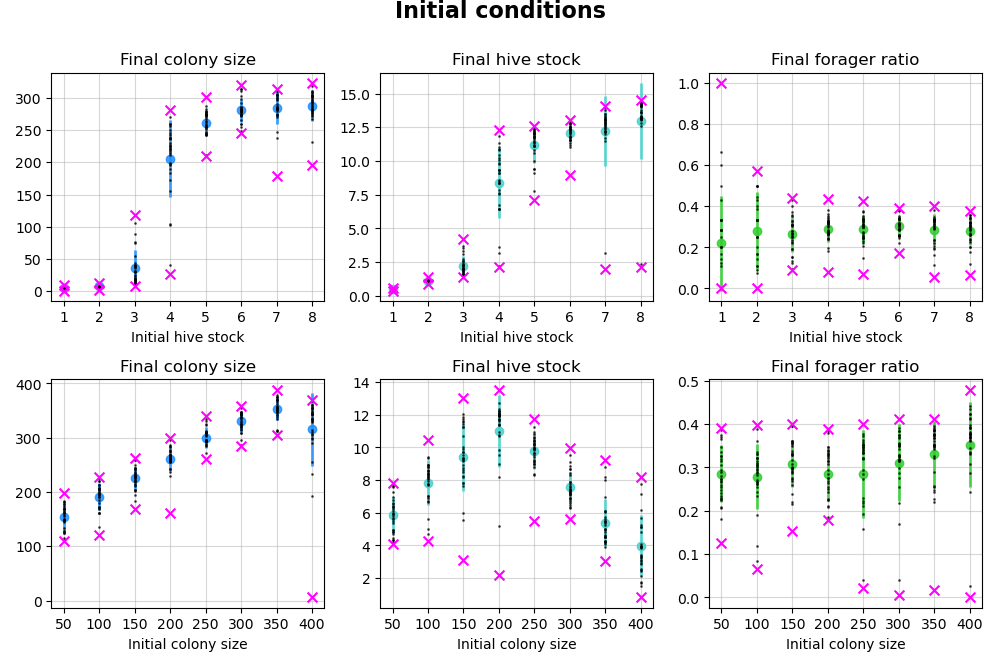 Initial conditions
Final colony size
Final hive stock
Final forager ratio
300
250
200
150
100
50
0
1 2 3 4 5 6 7 8
Initial hive stock
15.0
12.5
10.0
7.5
5.0
2.5
0.0
1 2 3 4 5 6 7 8
Initial hive stock
1.0
0.8
0.6
0.4
0.2
0.0
1 2 3 4 5 6 7 8
Initial hive stock
Final colony size
Final hive stock
Final forager ratio
400
300
200
100
0
50 100 150 200 250 300 350 400
Initial colony size
14
12
10
8
6
4
2
50 100 150 200 250 300 350 400
Initial colony size
0.5
0.4
0.3
0.2
0.1
0.0
50 100 150 200 250 300 350 400
Initial colony size